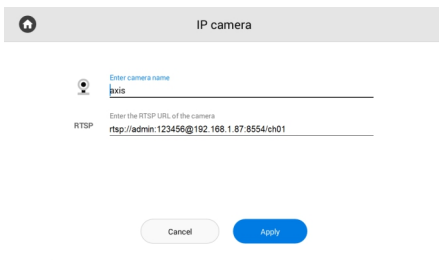 IP camera
Enter camera name
axis
Enter the RTSP URL of the camera
RTSP
rtsp://admin:123456@192.168.1.87:8554/ch01
Cancel
Apply